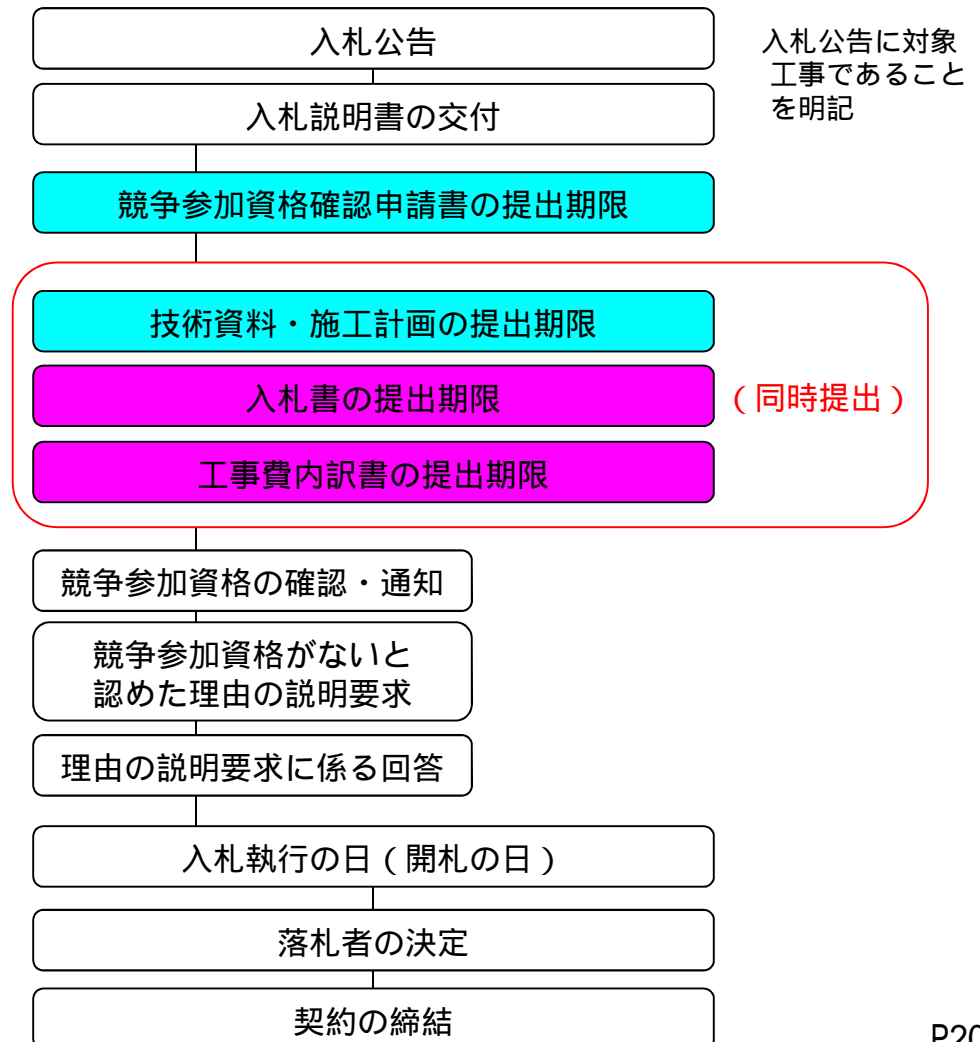 入札公告
入札公告に対象
工事であること
を明記
入札説明書の交付
競争参加資格確認申請書の提出期限
技術資料・施工計画の提出期限
入札書の提出期限
（同時提出）
工事費内訳書の提出期限
競争参加資格の確認・通知
競争参加資格がないと
認めた理由の説明要求
理由の説明要求に係る回答
入札執行の日（開札の日）
落札者の決定
契約の締結
P20